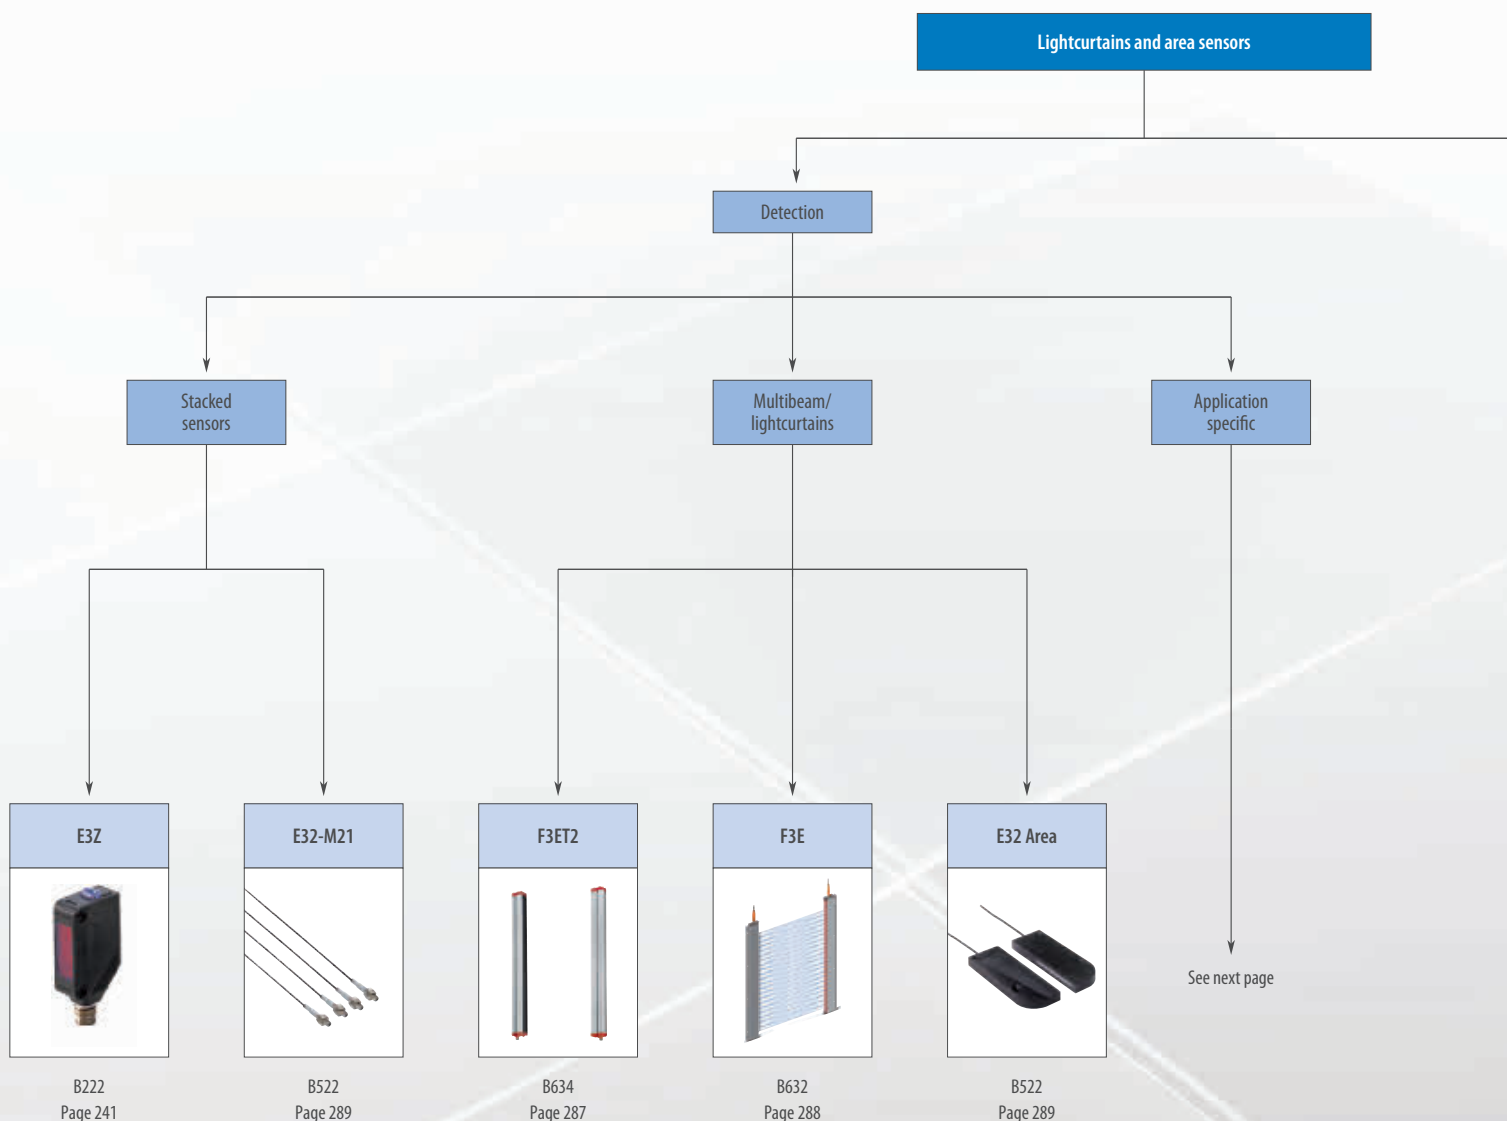 Lightcurtains and area sensors
Detection
Stacked
sensors
Multibeam/
lightcurtains
Application
specific
E3Z
E32-M21
F3ET2
F3E
E32 Area
See next page
B222
Page 241
B522
Page 289
B634
Page 287
B632
Page 288
B522
Page 289